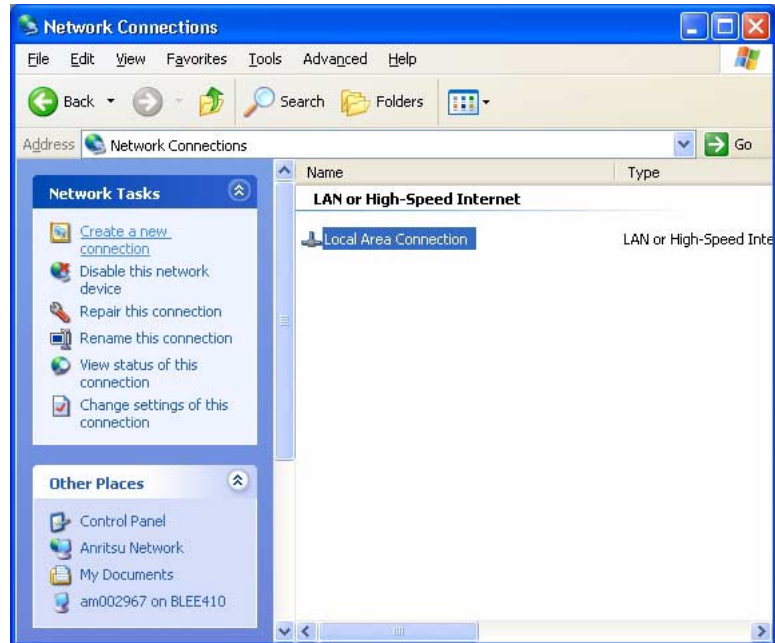 Network Connections
File Edit View Favorites Tools Advanced Help
Back Search Folders
Address Network Connections Go
Name Type
Network Tasks
LAN or High-Speed Internet
Create a new
connection
Local Area Connection LAN or High-Speed Inte
Disable this network
device
Repair this connection
Rename this connection
View status of this
connection
Change settings of this
connection
Other Places
Control Panel
Anritsu Network
My Documents
am002967 on BLEE410